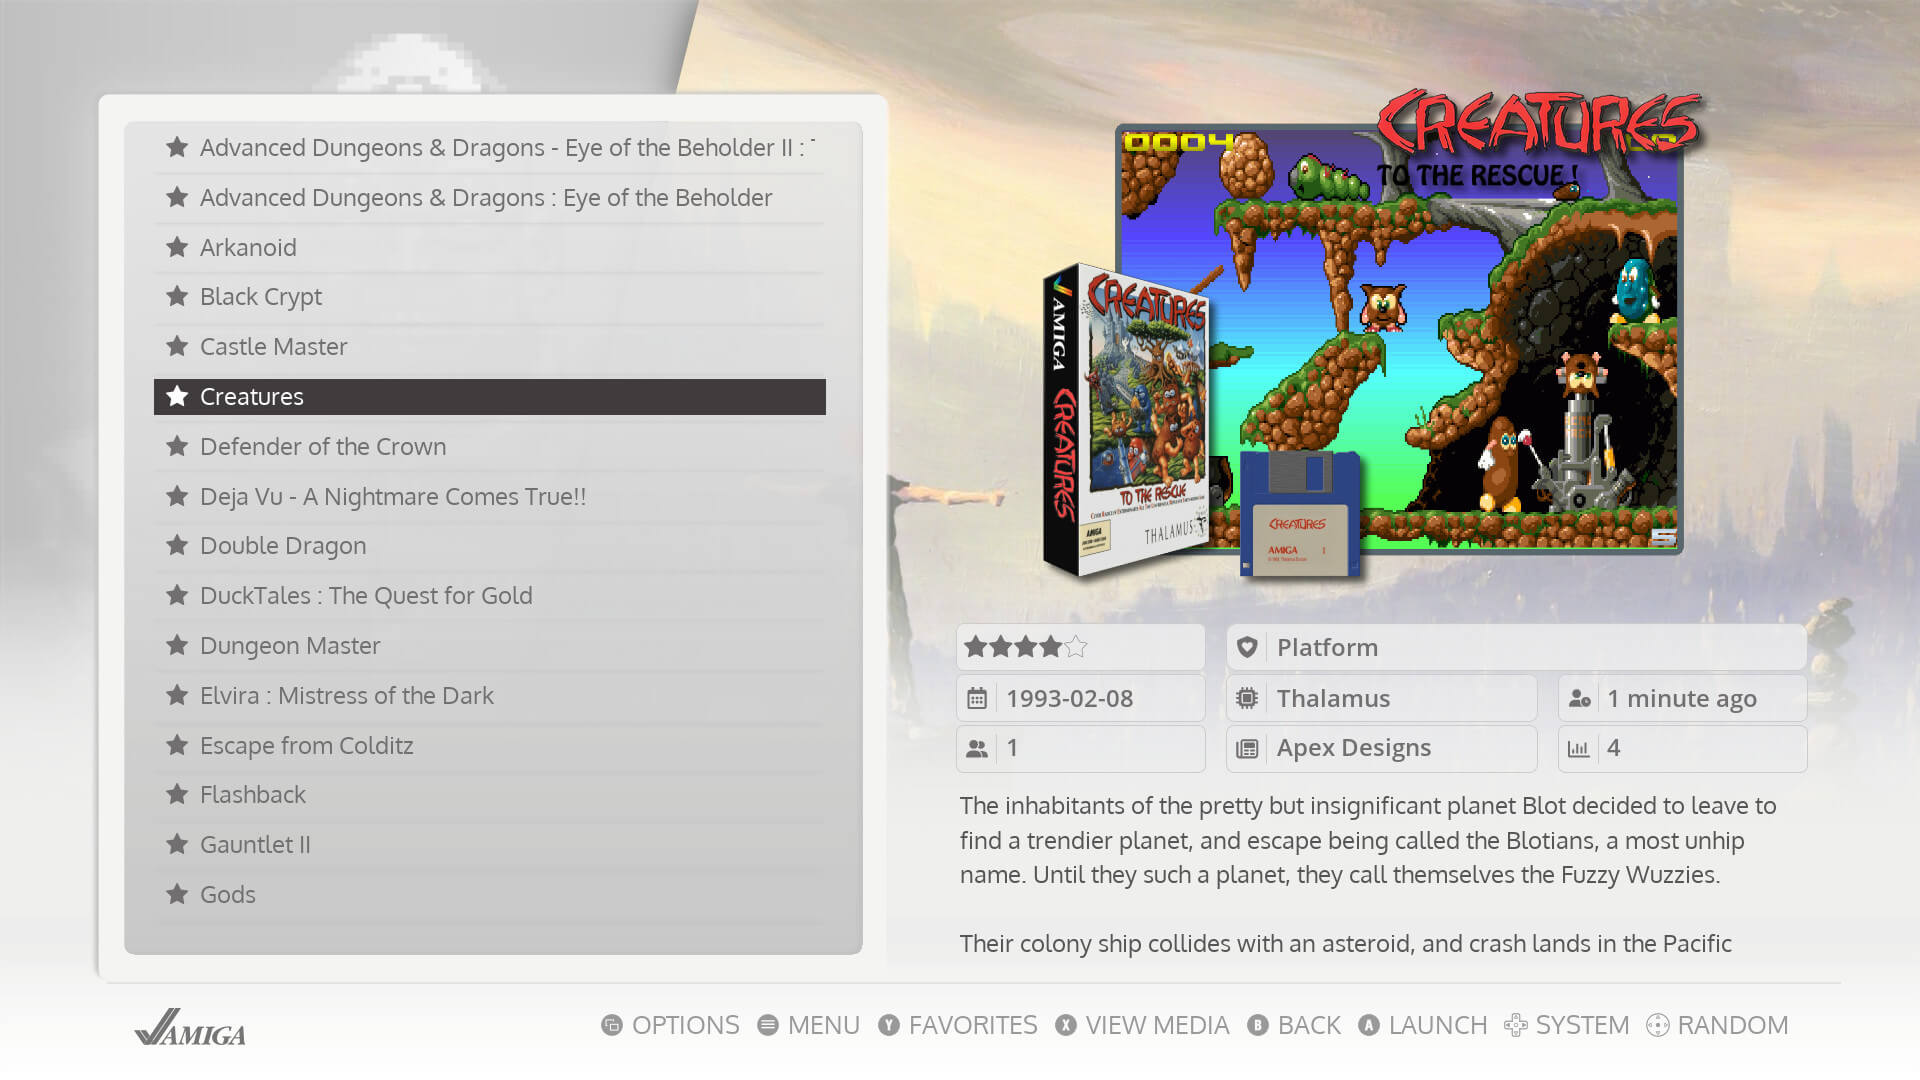 Advanced Dungeons & Dragons - Eye of the Beholder II :
Advanced Dungeons & Dragons : Eye of the Beholder
Arkanoid
Black Crypt
Castle Master
Creatures
Defender of the Crown
Deja Vu - A Nightmare Comes True!!
Double Dragon
DuckTales : The Quest for Gold
Dungeon Master
Elvira : Mistress of the Dark
Escape from Colditz
Flashback
Gauntlet II
Gods
CREATURES
TO THE RESCUE!
0004
5
AMIGA CREATURES
CREATURES
TO THE RESCUE
THALAMUS
AMIGA
CREATURES
AMIGA 1
Platform
1993-02-08
Thalamus
1 minute ago
1
Apex Designs
4
The inhabitants of the pretty but insignificant planet Blot decided to leave to
find a trendier planet, and escape being called the Blotians, a most unhip
name. Until they such a planet, they call themselves the Fuzzy Wuzzies.
Their colony ship collides with an asteroid, and crash lands in the Pacific
AMIGA
OPTIONS
MENU
Y FAVORITES
X VIEW MEDIA
B BACK
A LAUNCH
SYSTEM
RANDOM